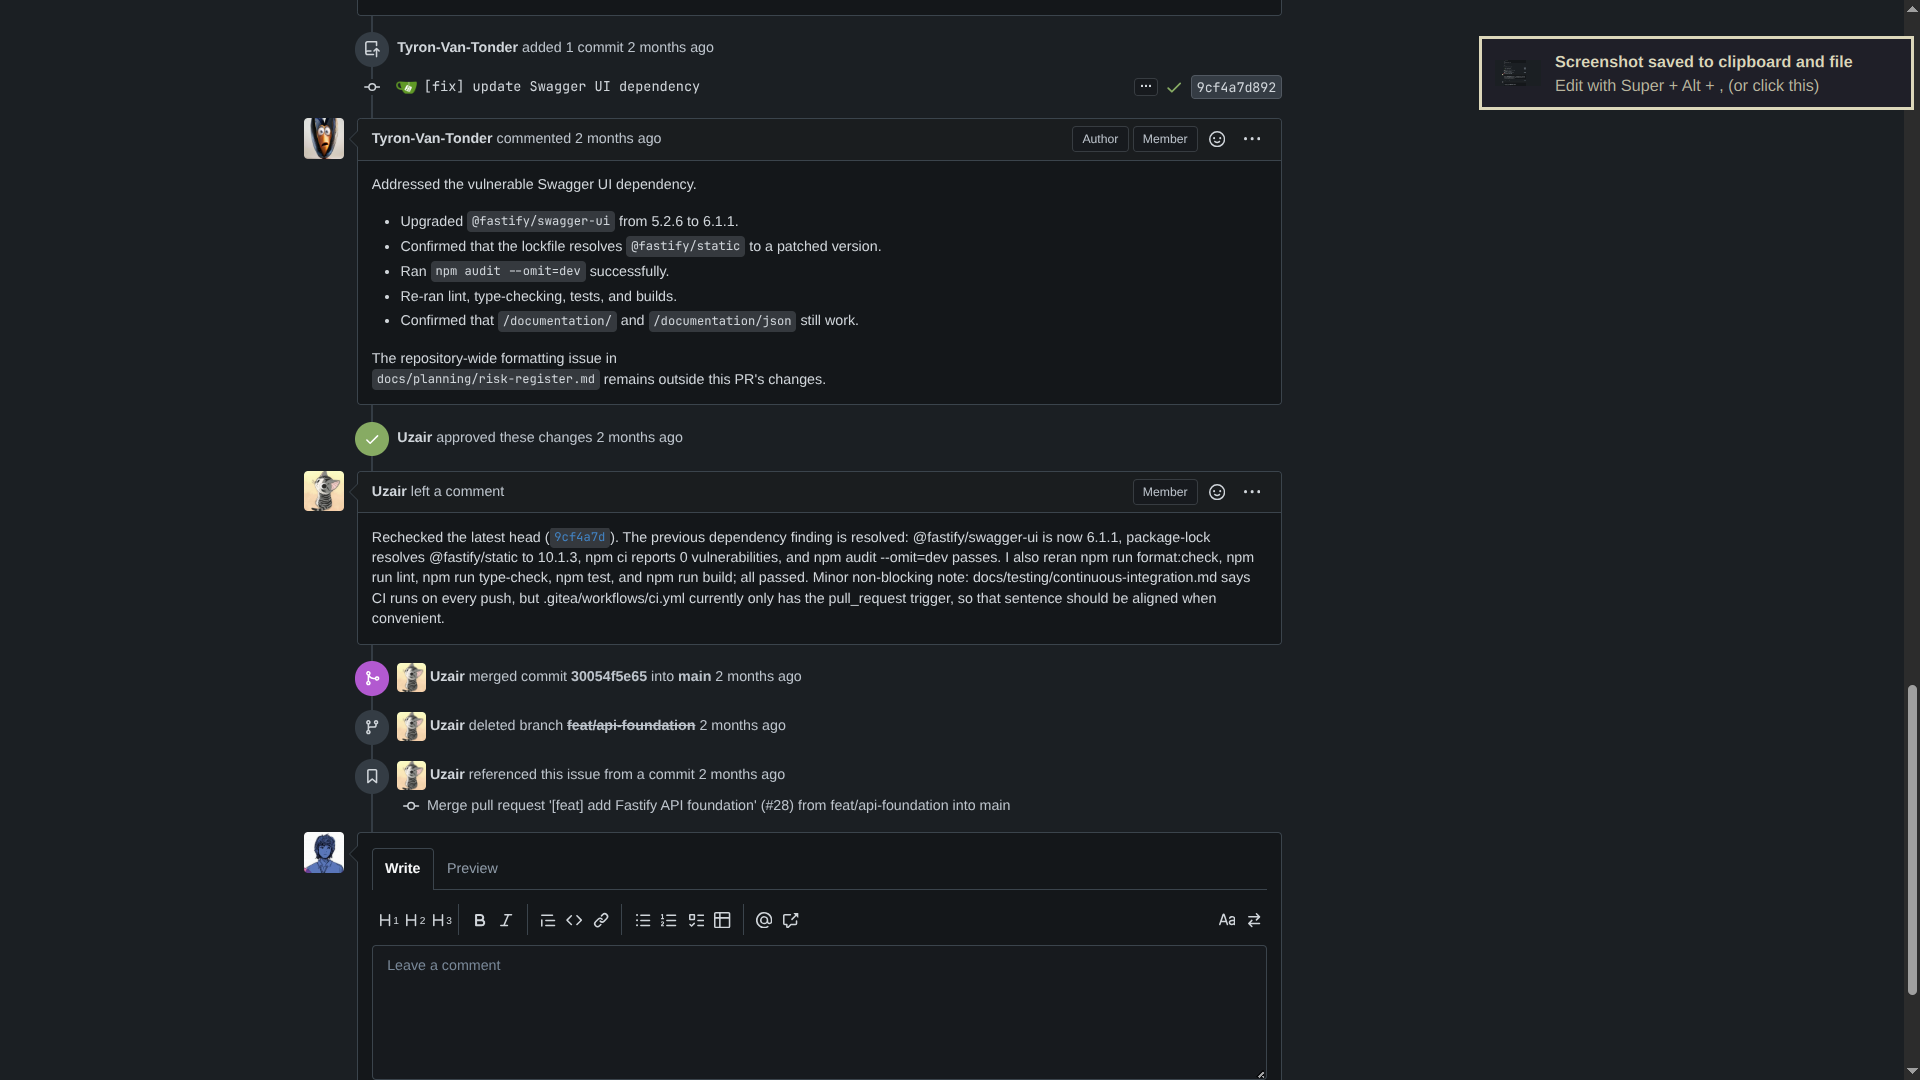 Tyron-Van-Tonder added 1 commit 2 months ago
[fix] update Swagger UI dependency
... 9cf4a7d892
Screenshot saved to clipboard and file
Edit with Super + Alt + , (or click this)
Tyron-Van-Tonder commented 2 months ago
Author Member
Addressed the vulnerable Swagger UI dependency.
• Upgraded @fastify/swagger-ui from 5.2.6 to 6.1.1.
• Confirmed that the lockfile resolves @fastify/static to a patched version.
• Ran npm audit --omit=dev successfully.
• Re-ran lint, type-checking, tests, and builds.
• Confirmed that /documentation/ and /documentation/json still work.
The repository-wide formatting issue in
docs/planning/risk-register.md remains outside this PR's changes.
Uzair approved these changes 2 months ago
Uzair left a comment
Member
Rechecked the latest head (9cf4a7d). The previous dependency finding is resolved: @fastify/swagger-ui is now 6.1.1, package-lock
resolves @fastify/static to 10.1.3, npm ci reports 0 vulnerabilities, and npm audit --omit=dev passes. I also reran npm run format:check, npm
run lint, npm run type-check, npm test, and npm run build; all passed. Minor non-blocking note: docs/testing/continuous-integration.md says
CI runs on every push, but .gitea/workflows/ci.yml currently only has the pull_request trigger, so that sentence should be aligned when
convenient.
Uzair merged commit 30054f5e65 into main 2 months ago
Uzair deleted branch feat/api-foundation 2 months ago
Uzair referenced this issue from a commit 2 months ago
Merge pull request '[feat] add Fastify API foundation' (#28) from feat/api-foundation into main
Write Preview
H1 H2 H3 B I Aa
Leave a comment